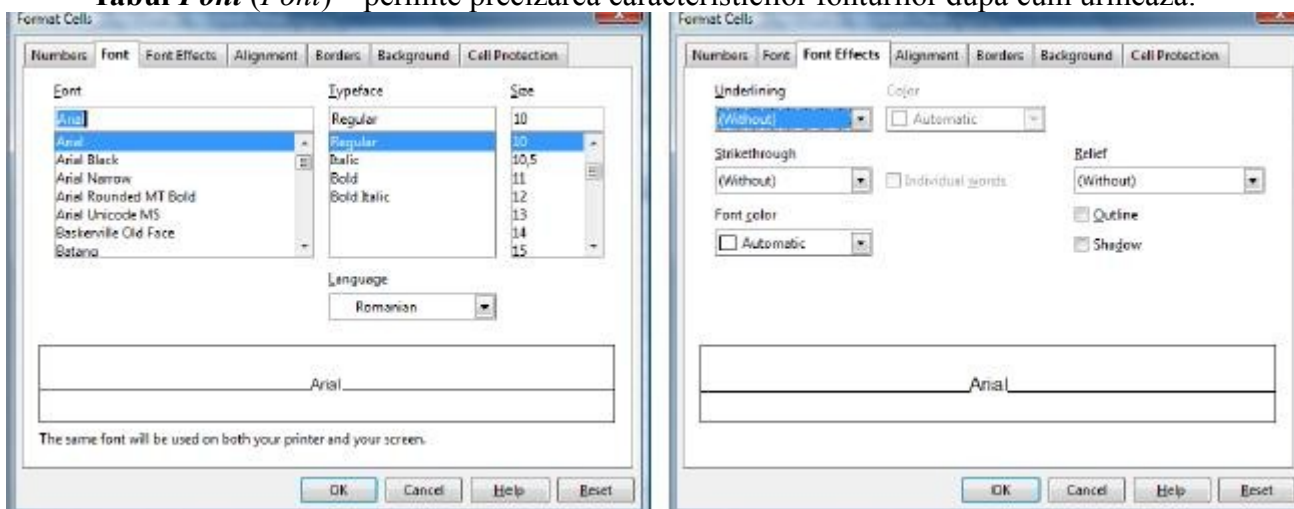 Tabul Font (Font) – permite precizarea caracteristicilor fonturilor după cum urmează:
Format Cells
Numbers Font Font Effects Alignment Borders Background Cell Protection
Font Typeface Size
Arial Regular 10
Arial Regular 10
Arial Black Italic 10,5
Arial Narrow Bold 11
Arial Rounded MT Bold Bold Italic 12
Arial Unicode MS 13
Baskerville Old Face 14
Batang 15
Language
Romanian
Arial
The same font will be used on both your printer and your screen.
OK Cancel Help Reset
Format Cells
Numbers Font Font Effects Alignment Borders Background Cell Protection
Underlining Color
(Without) Automatic
Strikethrough Relief
(Without) Individual words (Without)
Font color Outline
Automatic Shadow
Arial
OK Cancel Help Reset